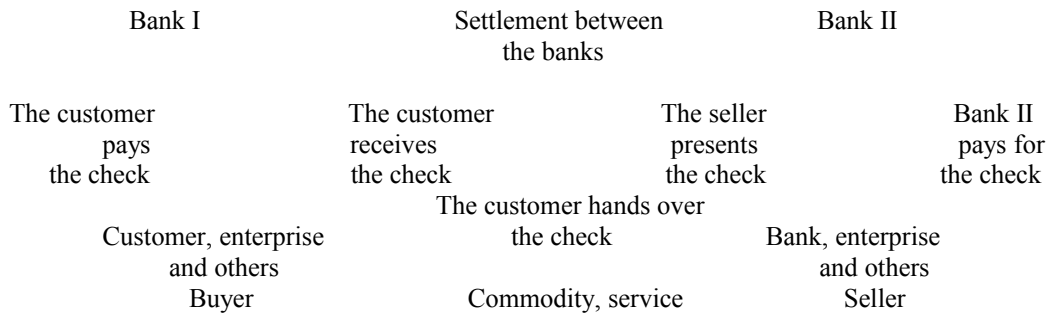 Bank I Settlement between Bank II
the banks
The customer The customer The seller Bank II
pays receives presents pays for
the check the check the check the check
The customer hands over
Customer, enterprise the check Bank, enterprise
and others and others
Buyer Commodity, service Seller